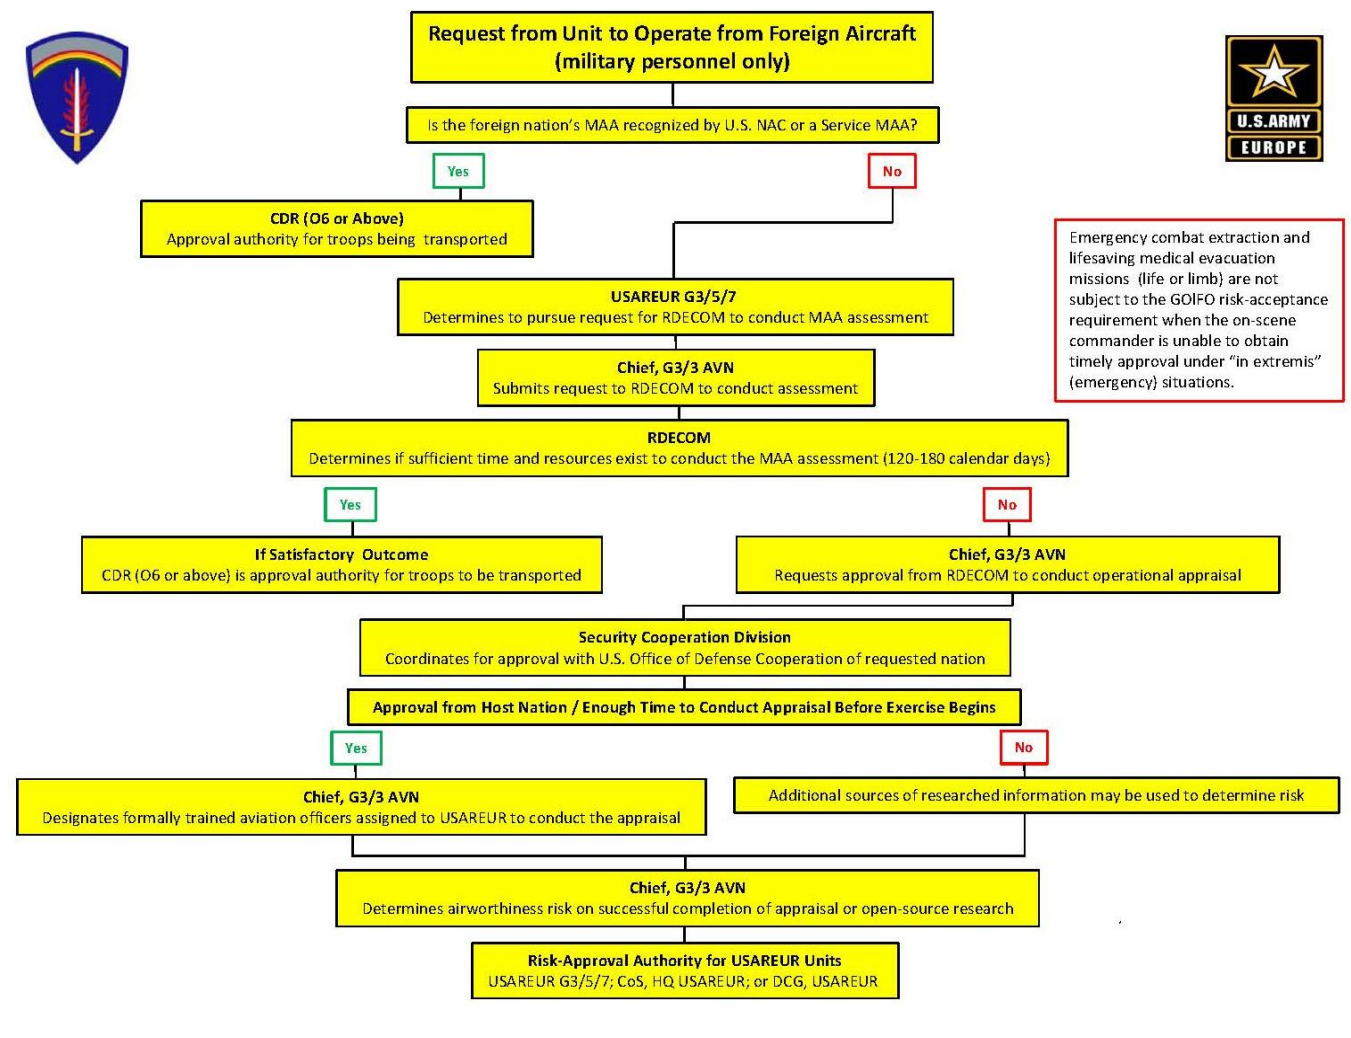 Request from Unit to Operate from Foreign Aircraft
(military personnel only)
U.S.ARMY
EUROPE
Is the foreign nation's MAA recognized by U.S. NAC or a Service MAA?
Yes
No
CDR (O6 or Above)
Approval authority for troops being transported
Emergency combat extraction and
lifesaving medical evacuation
missions (life or limb) are not
subject to the GOIFO risk-acceptance
requirement when the on-scene
commander is unable to obtain
timely approval under "in extremis"
(emergency) situations.
USAREUR G3/5/7
Determines to pursue request for RDECOM to conduct MAA assessment
Chief, G3/3 AVN
Submits request to RDECOM to conduct assessment
RDECOM
Determines if sufficient time and resources exist to conduct the MAA assessment (120-180 calendar days)
Yes
No
If Satisfactory Outcome
CDR (O6 or above) is approval authority for troops to be transported
Chief, G3/3 AVN
Requests approval from RDECOM to conduct operational appraisal
Security Cooperation Division
Coordinates for approval with U.S. Office of Defense Cooperation of requested nation
Approval from Host Nation / Enough Time to Conduct Appraisal Before Exercise Begins
Yes
No
Chief, G3/3 AVN
Designates formally trained aviation officers assigned to USAREUR to conduct the appraisal
Additional sources of researched information may be used to determine risk
Chief, G3/3 AVN
Determines airworthiness risk on successful completion of appraisal or open-source research
Risk-Approval Authority for USAREUR Units
USAREUR G3/5/7; CoS, HQ USAREUR; or DCG, USAREUR